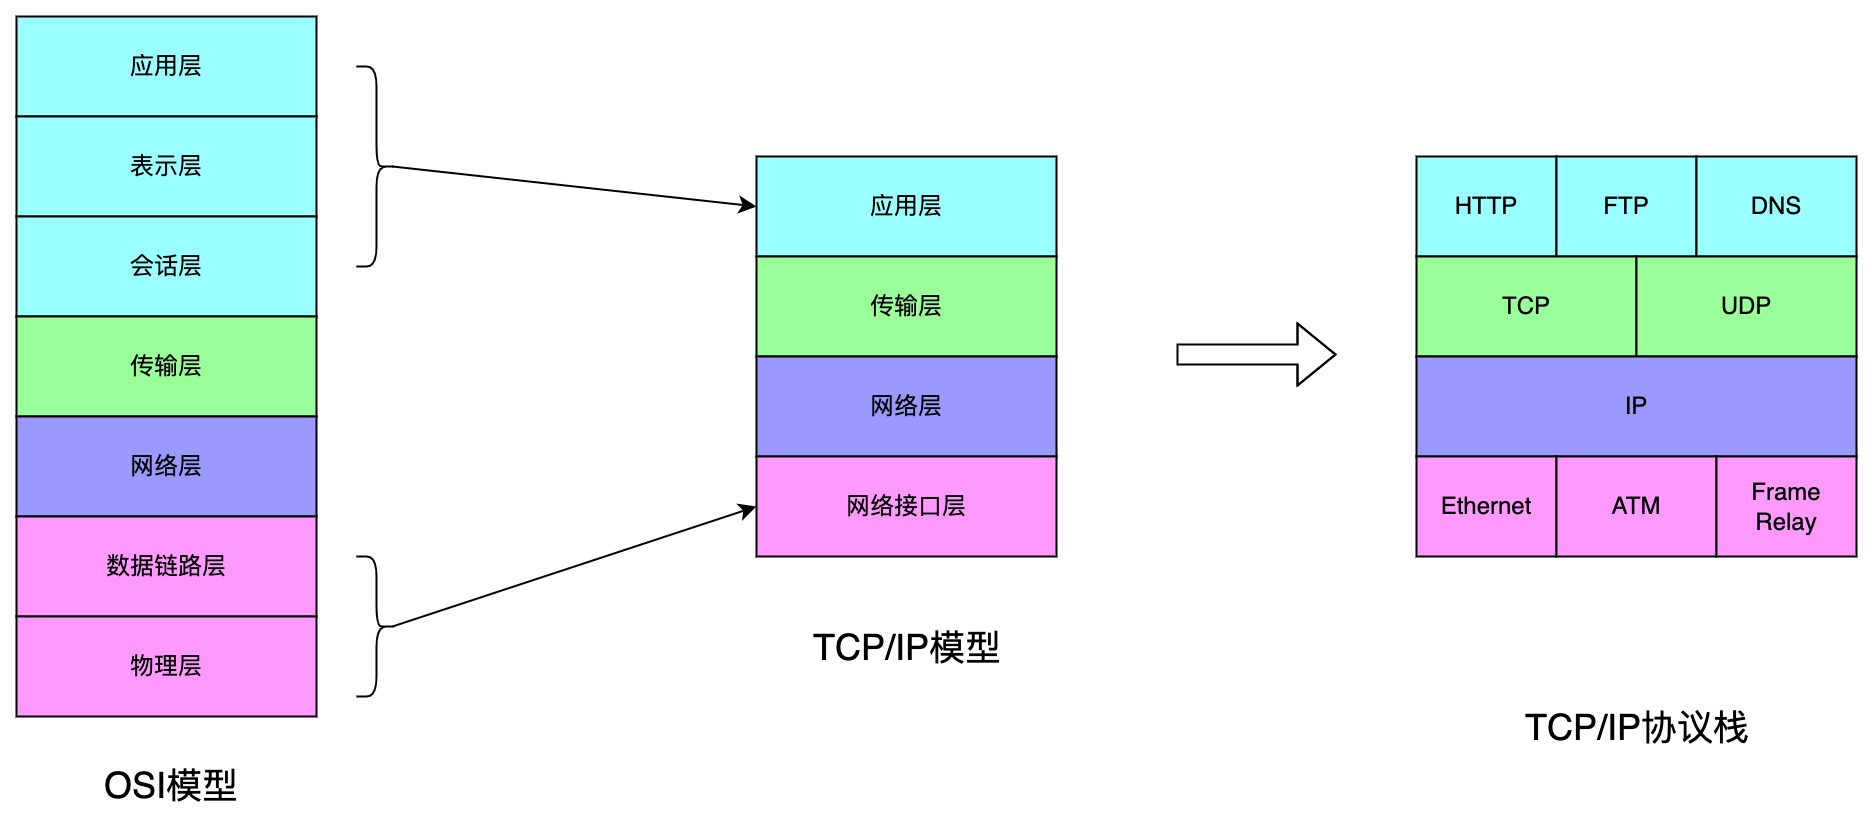 应用层
表示层
会话层
传输层
网络层
数据链路层
物理层
OSI模型
应用层
传输层
网络层
网络接口层
TCP/IP模型
HTTP
FTP
DNS
TCP
UDP
IP
Ethernet
ATM
Frame
Relay
TCP/IP协议栈